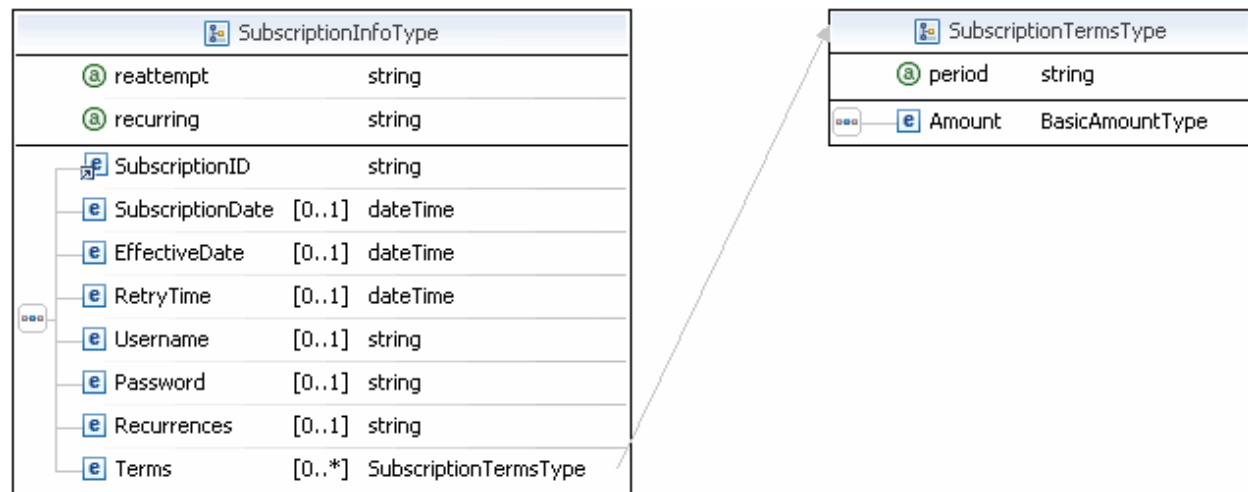 SubscriptionInfoType
a reattempt string
a recurring string
e SubscriptionID string
e SubscriptionDate [0..1] dateTime
e EffectiveDate [0..1] dateTime
e RetryTime [0..1] dateTime
e Username [0..1] string
e Password [0..1] string
e Recurrences [0..1] string
e Terms [0..*] SubscriptionTermsType
SubscriptionTermsType
a period string
e Amount BasicAmountType